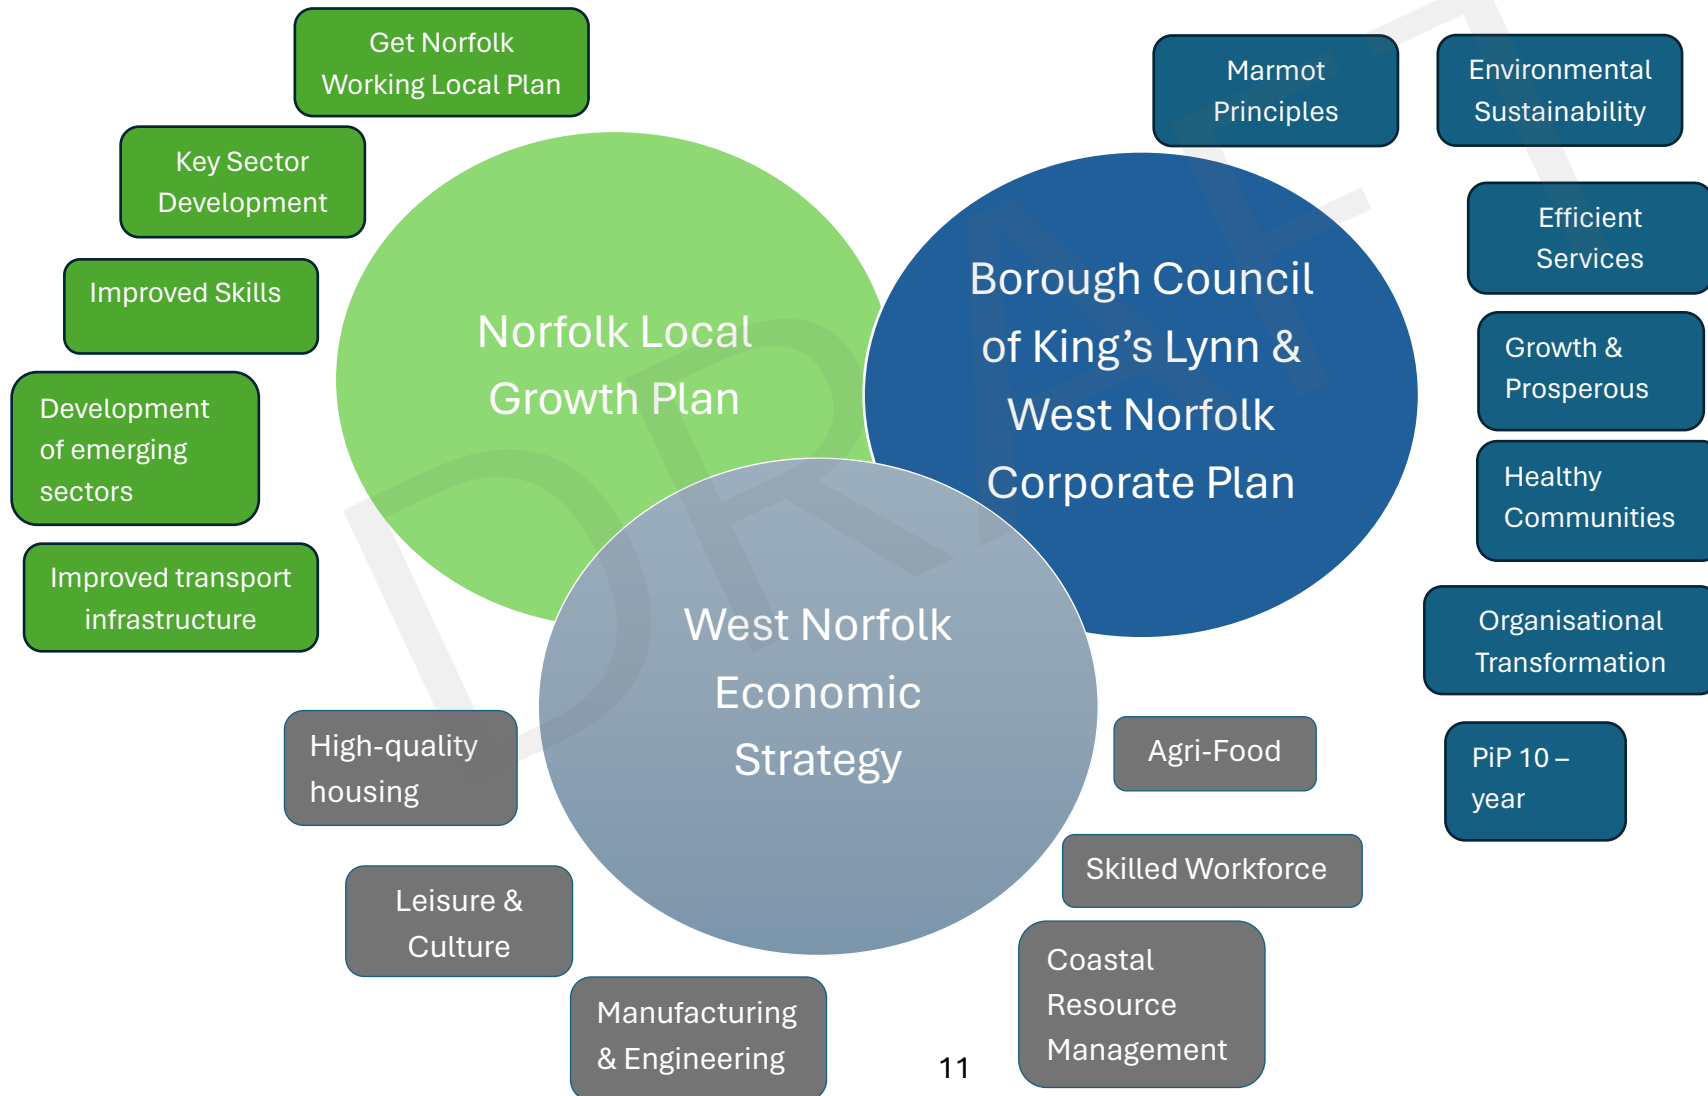 Get Norfolk
Working Local Plan
Key Sector
Development
Improved Skills
Development
of emerging
sectors
Improved transport
infrastructure
Norfolk Local
Growth Plan
Borough Council
of King’s Lynn &
West Norfolk
Corporate Plan
Marmot
Principles
Environmental
Sustainability
Efficient
Services
Growth &
Prosperous
Healthy
Communities
Organisational
Transformation
PiP 10 –
year
West Norfolk
Economic
Strategy
High-quality
housing
Leisure &
Culture
Manufacturing
& Engineering
Agri-Food
Skilled Workforce
Coastal
Resource
Management
11
DRAFT